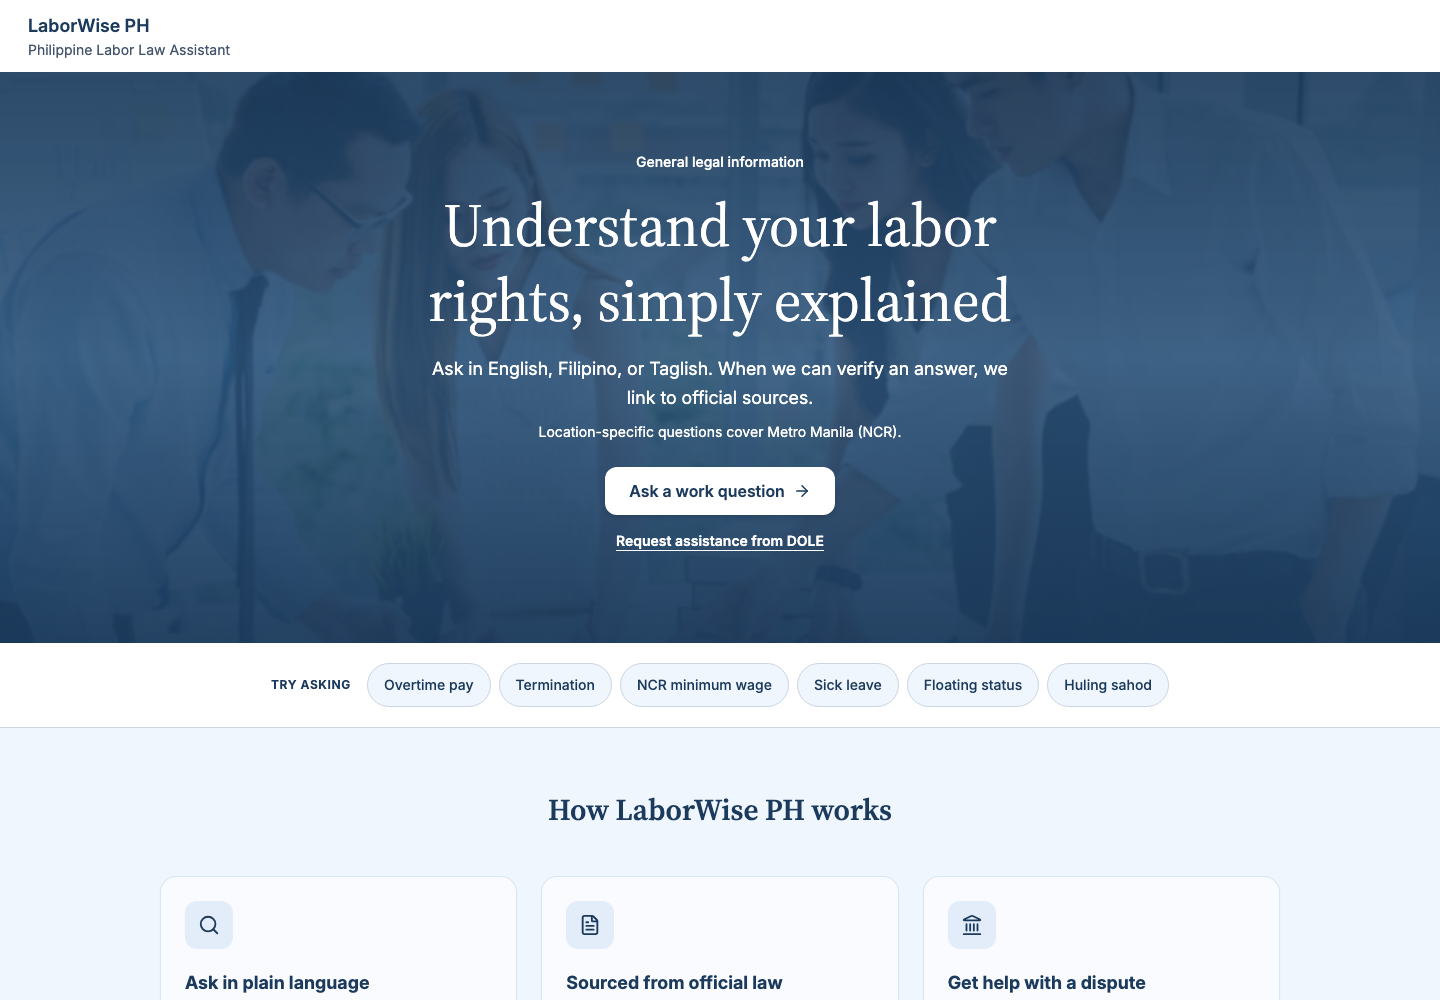 LaborWise PH
Philippine Labor Law Assistant
General legal information
Understand your labor
rights, simply explained
Ask in English, Filipino, or Taglish. When we can verify an answer, we
link to official sources.
Location-specific questions cover Metro Manila (NCR).
Ask a work question
Request assistance from DOLE
TRY ASKING
Overtime pay
Termination
NCR minimum wage
Sick leave
Floating status
Huling sahod
How LaborWise PH works
Ask in plain language
Sourced from official law
Get help with a dispute